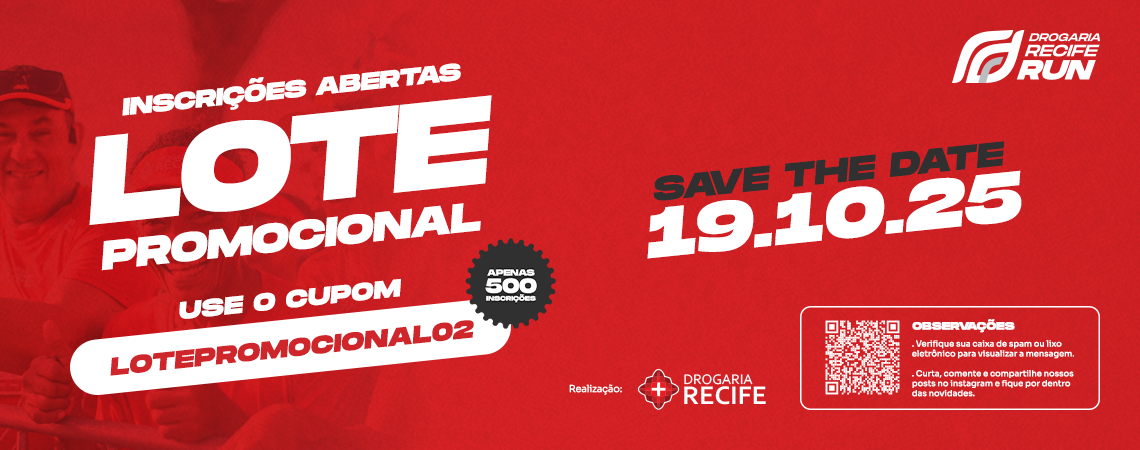 INSCRIÇÕES ABERTAS
LOTE
PROMOCIONAL
USE O CUPOM
LOTEPROMOCIONAL02
APENAS
500
INSCRIÇÕES
DROGARIA
RECIFE
RUN
SAVE THE DATE
19.10.25
Realização:
DROGARIA
RECIFE
OBSERVAÇÕES
. Verifique sua caixa de spam ou lixo
eletrônico para visualizar a mensagem.
. Curta, comente e compartilhe nossos
posts no instagram e fique por dentro
das novidades.